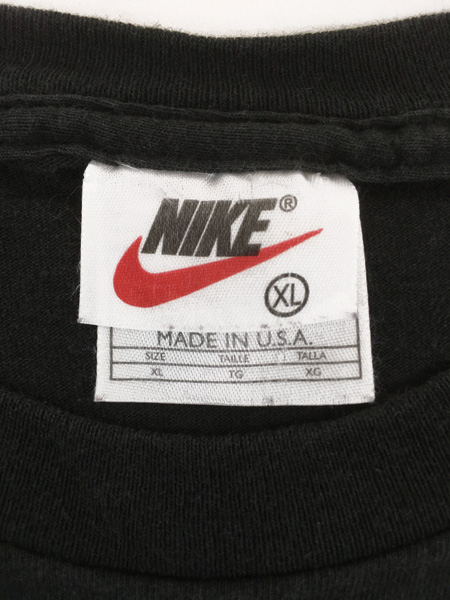 NIKE®
XL
MADE IN U.S.A.
SIZE TAILLE TALLA
XL TG XG